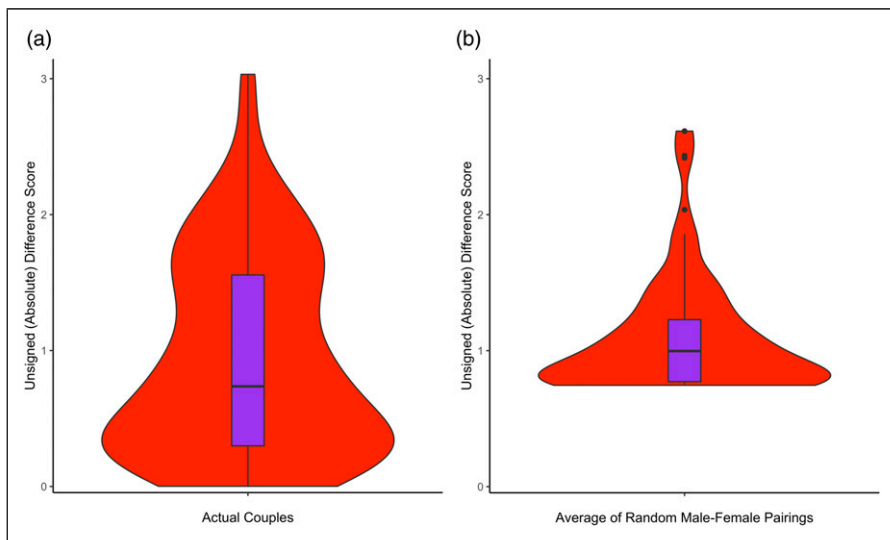 (a)
Unsigned (Absolute) Difference Score
3
2
1
0
Actual Couples
(b)
Unsigned (Absolute) Difference Score
3
2
1
0
Average of Random Male-Female Pairings